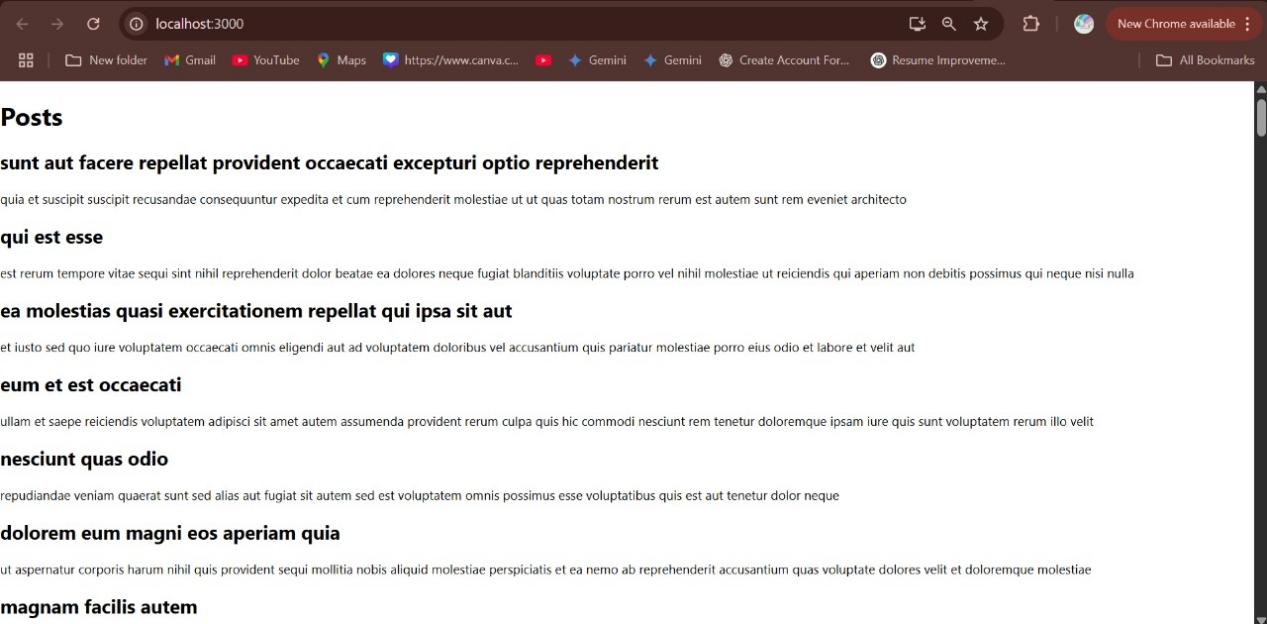 localhost:3000
New Chrome available
New folder
Gmail
YouTube
Maps
https://www.canva.c...
Gemini
Gemini
Create Account For...
Resume Improveme...
All Bookmarks
Posts
sunt aut facere repellat provident occaecati excepturi optio reprehenderit
quia et suscipit suscipit recusandae consequuntur expedita et cum reprehenderit molestiae ut ut quas totam nostrum rerum est autem sunt rem eveniet architecto
qui est esse
est rerum tempore vitae sequi sint nihil reprehenderit dolor beatae ea dolores neque fugiat blanditiis voluptate porro vel nihil molestiae ut reiciendis qui aperiam non debitis possimus qui neque nisi nulla
ea molestias quasi exercitationem repellat qui ipsa sit aut
et iusto sed quo iure voluptatem occaecati omnis eligendi aut ad voluptatem doloribus vel accusantium quis pariatur molestiae porro eius odio et labore et velit aut
eum et est occaecati
ullam et saepe reiciendis voluptatem adipisci sit amet autem assumenda provident rerum culpa quis hic commodi nesciunt rem tenetur doloremque ipsam iure quis sunt voluptatem rerum illo velit
nesciunt quas odio
repudiandae veniam quaerat sunt sed alias aut fugiat sit autem sed est voluptatem omnis possimus esse voluptatibus quis est aut tenetur dolor neque
dolorem eum magni eos aperiam quia
ut aspernatur corporis harum nihil quis provident sequi mollitia nobis aliquid molestiae perspiciatis et ea nemo ab reprehenderit accusantium quas voluptate dolores velit et doloremque molestiae
magnam facilis autem